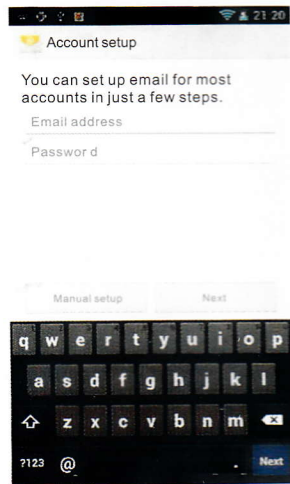 21:20
Account setup
You can set up email for most
accounts in just a few steps.
Email address
Passwor d
Manual setup
Next
q w e r t y u i o p
a s d f g h j k l
z x c v b n m
?123 @ . Next